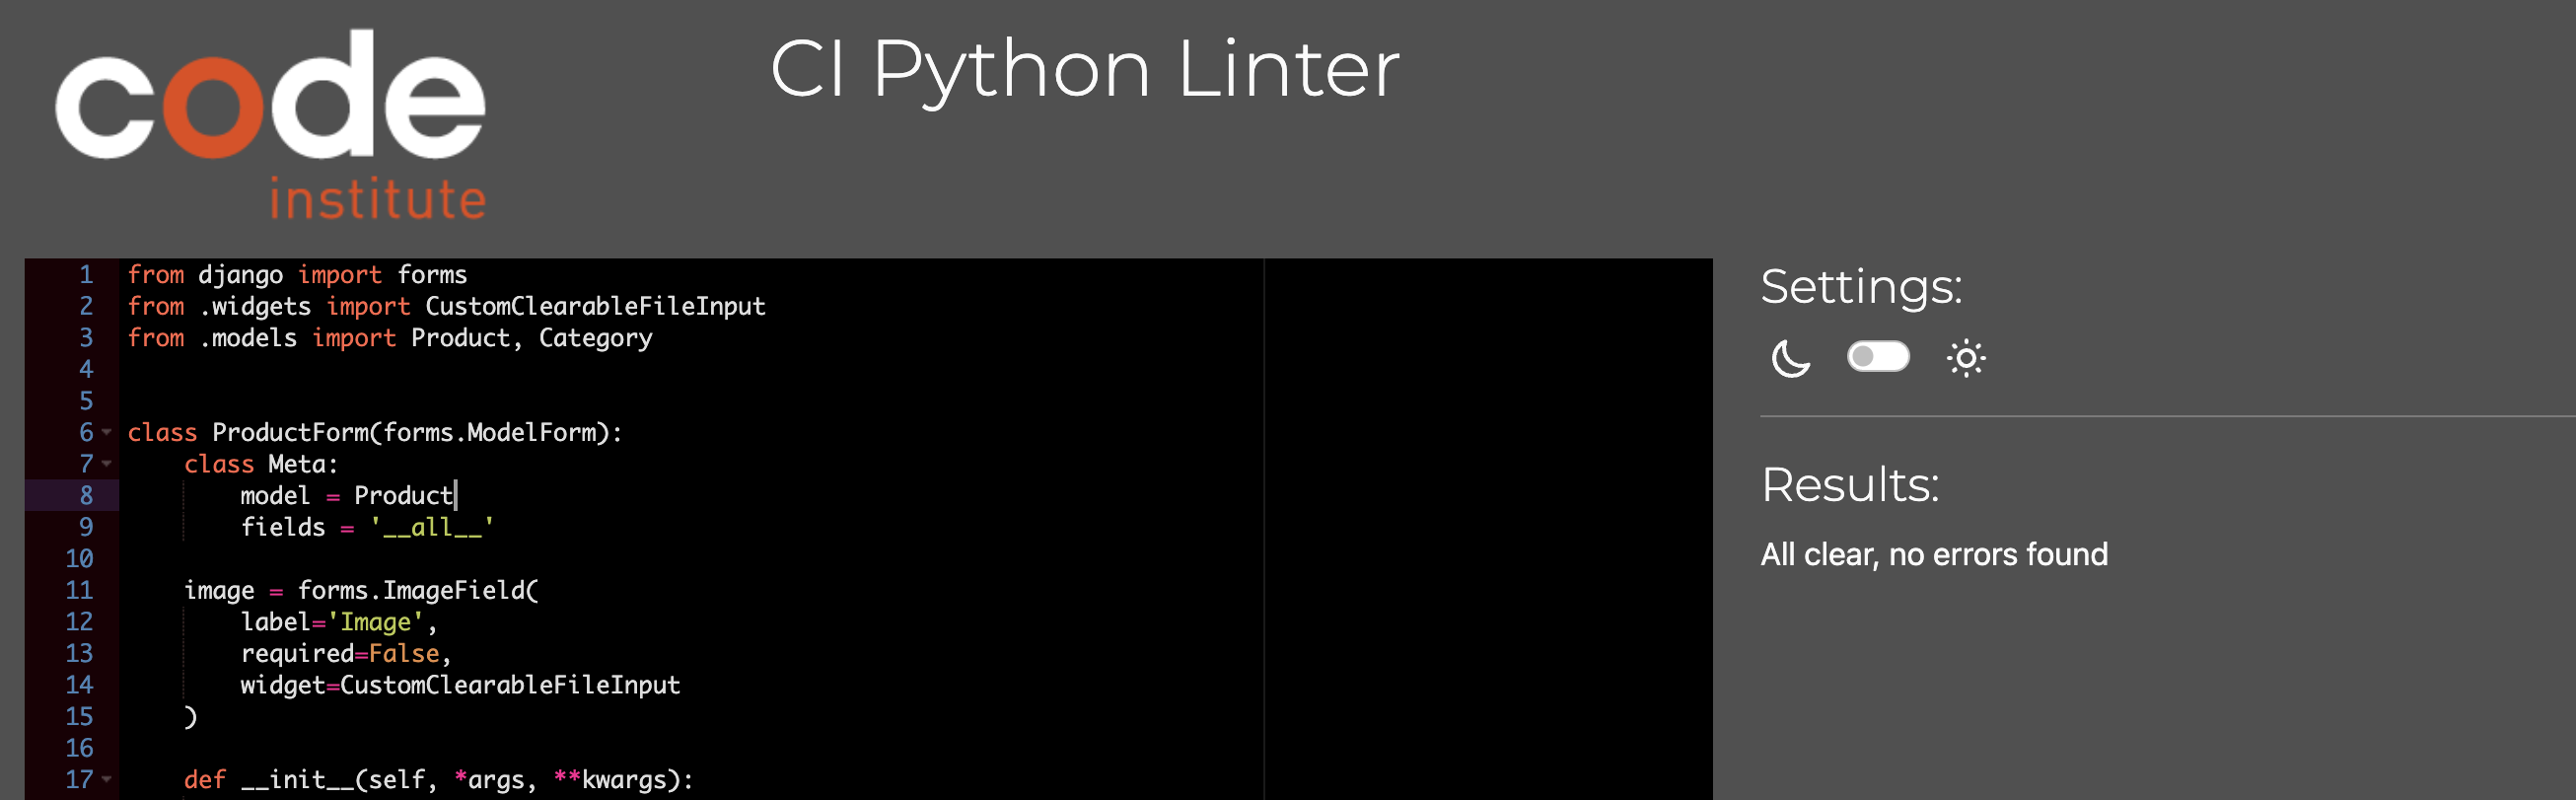 code
institute
CI Python Linter
1 from django import forms
2 from .widgets import CustomClearableFileInput
3 from .models import Product, Category
4
5
6 class ProductForm(forms.ModelForm):
7     class Meta:
8         model = Product
9         fields = '__all__'
10
11     image = forms.ImageField(
12         label='Image',
13         required=False,
14         widget=CustomClearableFileInput
15     )
16
17     def __init__(self, *args, **kwargs):
Settings:
Results:
All clear, no errors found